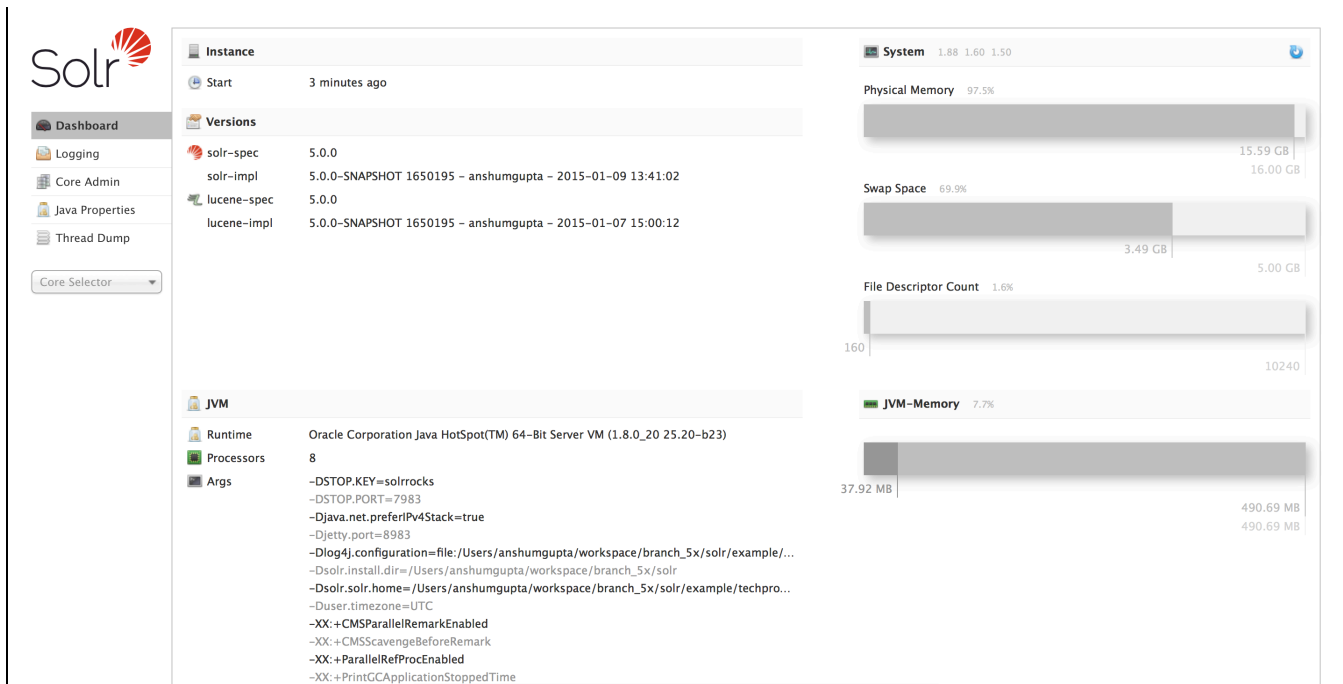 Solr
Dashboard
Logging
Core Admin
Java Properties
Thread Dump
Core Selector
Instance
Start 3 minutes ago
Versions
solr-spec 5.0.0
solr-impl 5.0.0-SNAPSHOT 1650195 - anshumgupta - 2015-01-09 13:41:02
lucene-spec 5.0.0
lucene-impl 5.0.0-SNAPSHOT 1650195 - anshumgupta - 2015-01-07 15:00:12
System 1.88 1.60 1.50
Physical Memory 97.5%
15.59 GB
16.00 GB
Swap Space 69.9%
3.49 GB
5.00 GB
File Descriptor Count 1.6%
160
10240
JVM
Runtime Oracle Corporation Java HotSpot(TM) 64-Bit Server VM (1.8.0_20 25.20-b23)
Processors 8
Args -DSTOP.KEY=solrrocks
-DSTOP.PORT=7983
-Djava.net.preferIPv4Stack=true
-Djetty.port=8983
-Dlog4j.configuration=file:/Users/anshumgupta/workspace/branch_5x/solr/example/...
-Dsolr.install.dir=/Users/anshumgupta/workspace/branch_5x/solr
-Dsolr.solr.home=/Users/anshumgupta/workspace/branch_5x/solr/example/techpro...
-Duser.timezone=UTC
-XX:+CMSParallelRemarkEnabled
-XX:+CMSScavengeBeforeRemark
-XX:+ParallelRefProcEnabled
-XX:+PrintGCApplicationStoppedTime
JVM-Memory 7.7%
37.92 MB
490.69 MB
490.69 MB